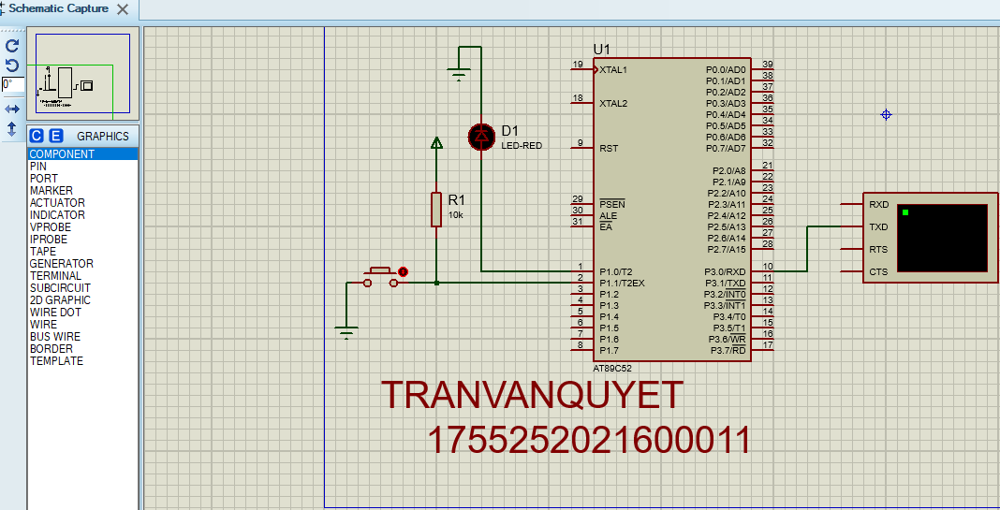 Schematic Capture
0°
C E GRAPHICS
COMPONENT
PIN
PORT
MARKER
ACTUATOR
INDICATOR
VPROBE
IPROBE
TAPE
GENERATOR
TERMINAL
SUBCIRCUIT
2D GRAPHIC
WIRE DOT
WIRE
BUS WIRE
BORDER
TEMPLATE
D1
LED-RED
R1
10k
U1
19 XTAL1
18 XTAL2
9 RST
29 PSEN
30 ALE
31 EA
1 P1.0/T2
2 P1.1/T2EX
3 P1.2
4 P1.3
5 P1.4
6 P1.5
7 P1.6
8 P1.7
P0.0/AD0 39
P0.1/AD1 38
P0.2/AD2 37
P0.3/AD3 36
P0.4/AD4 35
P0.5/AD5 34
P0.6/AD6 33
P0.7/AD7 32
P2.0/A8 21
P2.1/A9 22
P2.2/A10 23
P2.3/A11 24
P2.4/A12 25
P2.5/A13 26
P2.6/A14 27
P2.7/A15 28
P3.0/RXD 10
P3.1/TXD 11
P3.2/INT0 12
P3.3/INT1 13
P3.4/T0 14
P3.5/T1 15
P3.6/WR 16
P3.7/RD 17
AT89C52
RXD
TXD
RTS
CTS
TRANVANQUYET
1755252021600011